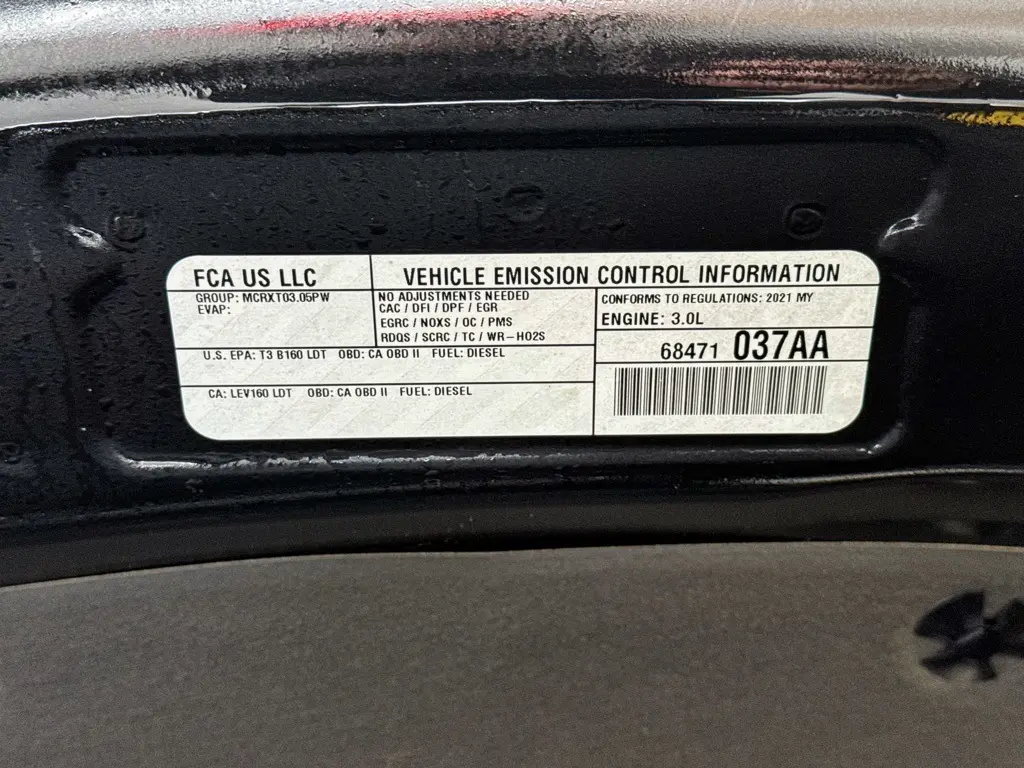 FCA US LLC
VEHICLE EMISSION CONTROL INFORMATION
GROUP: MCRXT03.05PW
EVAP:
NO ADJUSTMENTS NEEDED
CAC / DFI / DPF / EGR
EGRC / NOXS / OC / PMS
RDQS / SCRC / TC / WR-HO2S
CONFORMS TO REGULATIONS: 2021 MY
ENGINE: 3.0L
U.S. EPA: T3 B160 LDT OBD: CA OBD II FUEL: DIESEL
68471 037AA
CA: LEV160 LDT OBD: CA OBD II FUEL: DIESEL